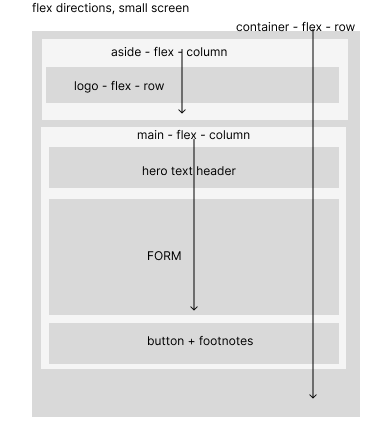 flex directions, small screen
container - flex - row
aside - flex - column
logo - flex - row
main - flex - column
hero text header
FORM
button + footnotes